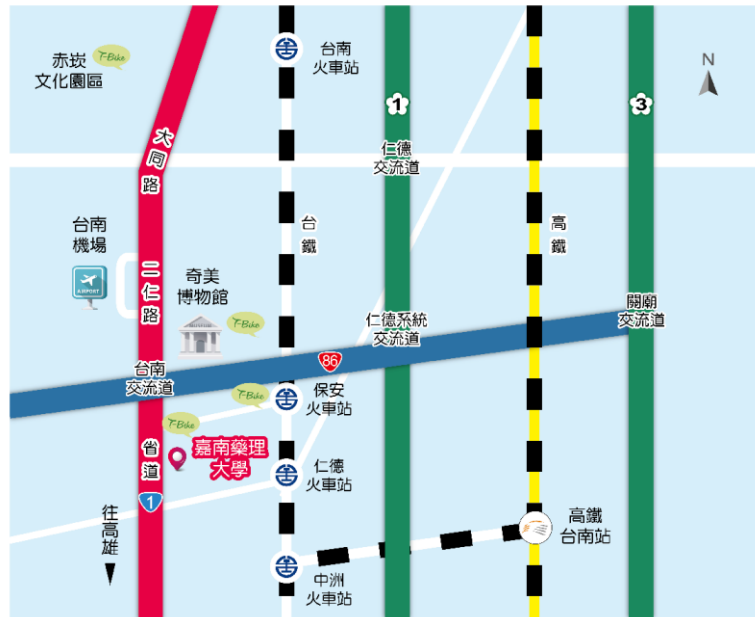 赤崁
文化園區
T-Bike
台南
火車站
1
3
N
大同路
仁德
交流道
台鐵
高鐵
台南
機場
AIRPORT
二仁路
奇美
博物館
T-Bike
仁德系統
交流道
關廟
交流道
86
台南
交流道
T-Bike
保安
火車站
T-Bike
省道
嘉南藥理
大學
仁德
火車站
1
往高雄
高鐵
台南站
中洲
火車站